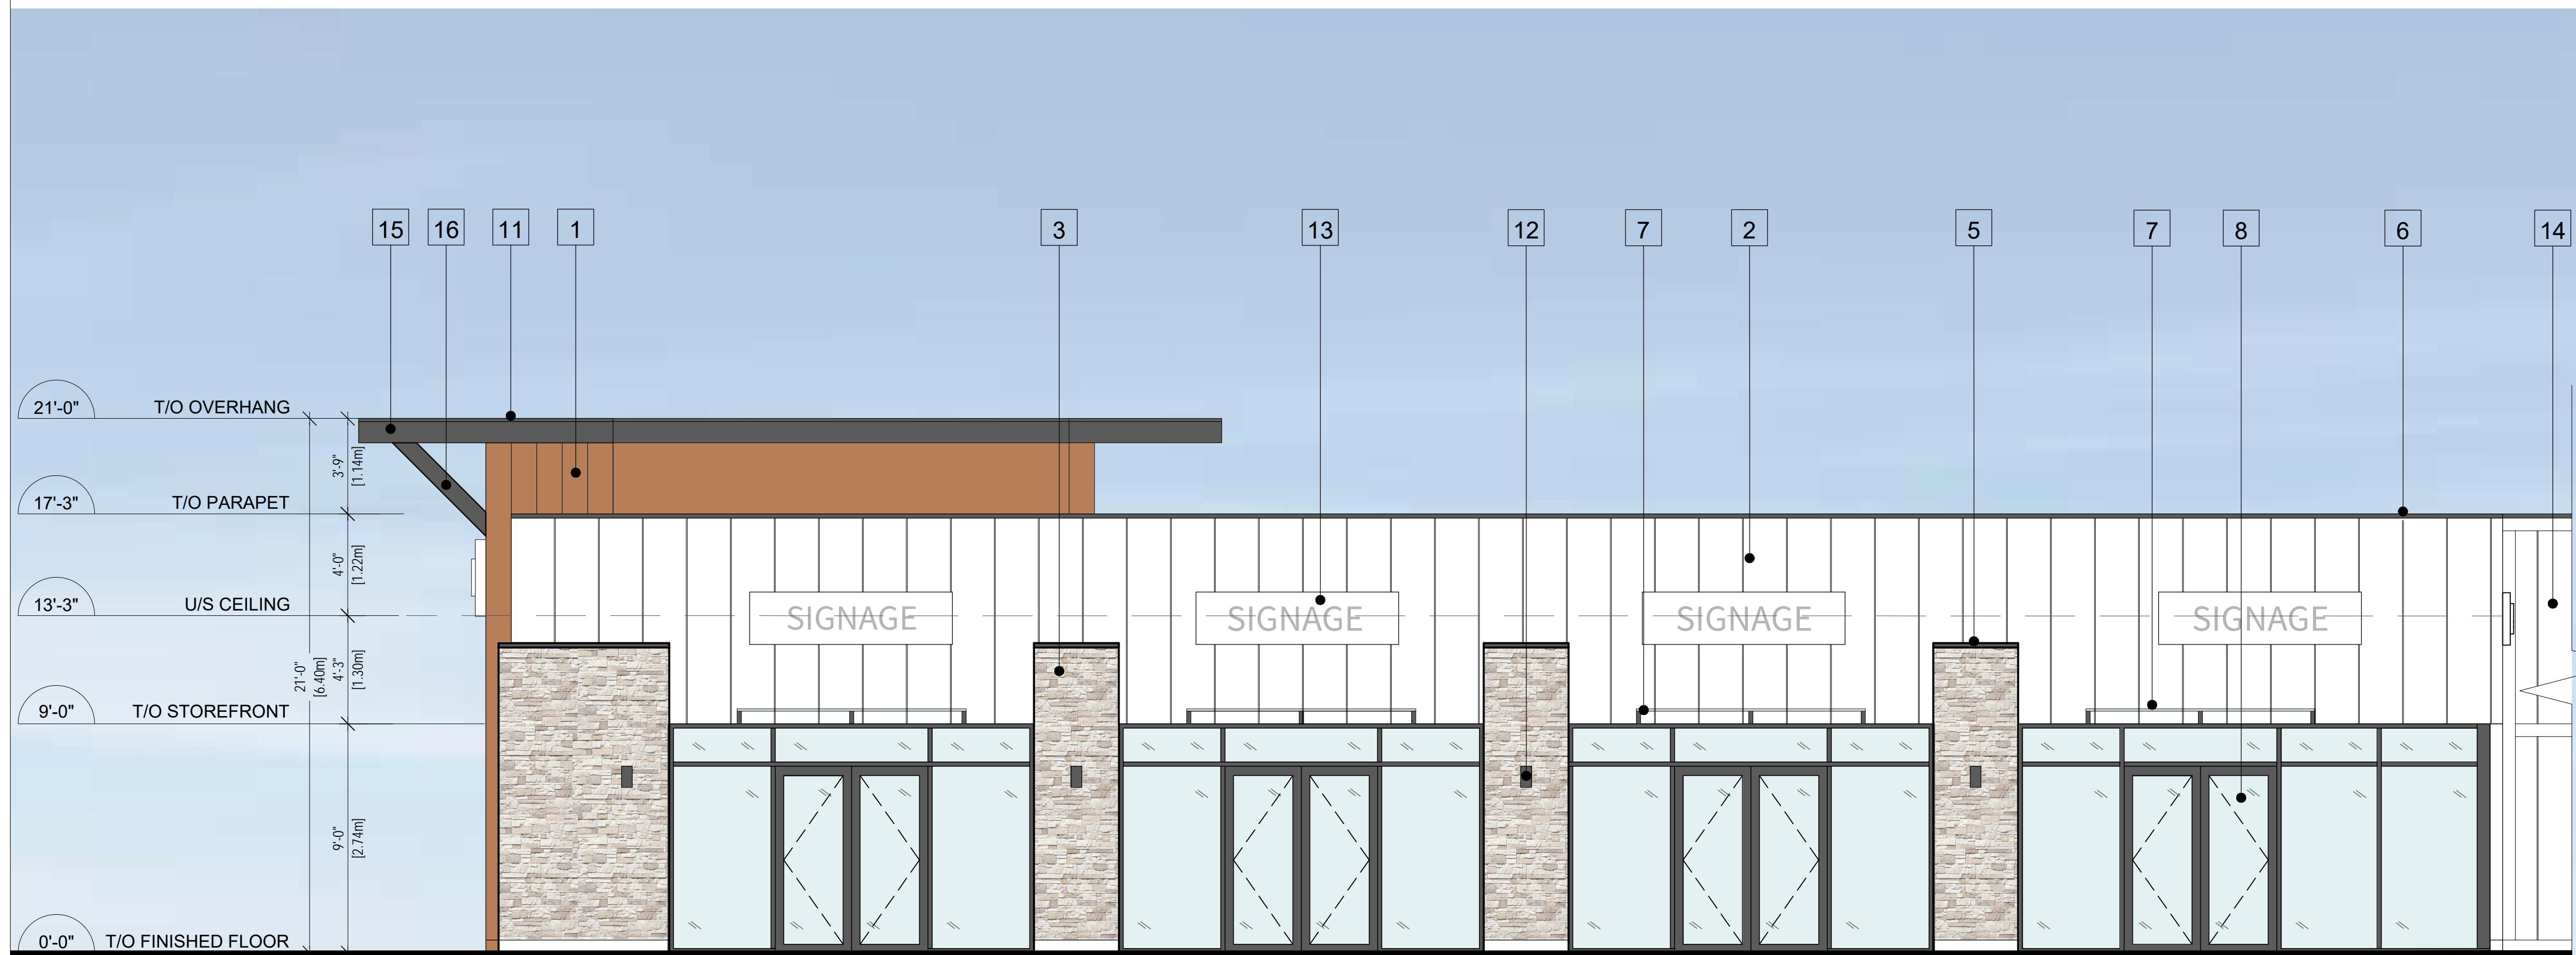 15 16 11 1 3 13 12 7 2 5 7 8 6 14
21'-0" T/O OVERHANG
3'-9"
[1.14m]
17'-3" T/O PARAPET
4'-0"
[1.22m]
13'-3" U/S CEILING
SIGNAGE SIGNAGE SIGNAGE SIGNAGE
21'-0"
[6.40m]
4'-3"
[1.30m]
9'-0" T/O STOREFRONT
9'-0"
[2.74m]
0'-0" T/O FINISHED FLOOR